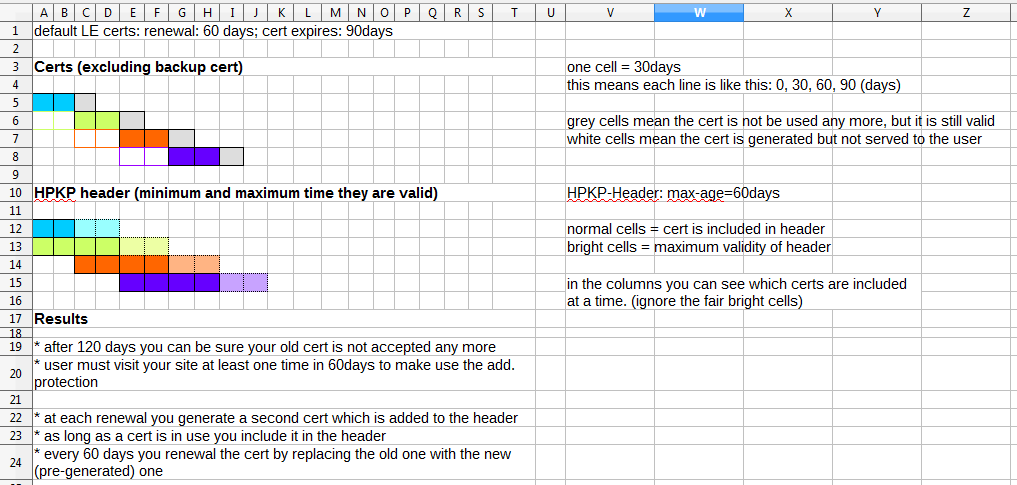 A B C D E F G H I J K L M N O P Q R S T U V W X Y Z
1 default LE certs: renewal: 60 days; cert expires: 90days
2
3 Certs (excluding backup cert) one cell = 30days
4 this means each line is like this: 0, 30, 60, 90 (days)
5
6 grey cells mean the cert is not be used any more, but it is still valid
7 white cells mean the cert is generated but not served to the user
8
9
10 HPKP header (minimum and maximum time they are valid) HPKP-Header: max-age=60days
11
12 normal cells = cert is included in header
13 bright cells = maximum validity of header
14
15 in the columns you can see which certs are included
16 at a time. (ignore the fair bright cells)
17 Results
18
19 * after 120 days you can be sure your old cert is not accepted any more
20 * user must visit your site at least one time in 60days to make use the add.
protection
21
22 * at each renewal you generate a second cert which is added to the header
23 * as long as a cert is in use you include it in the header
24 * every 60 days you renewal the cert by replacing the old one with the new
(pre-generated) one